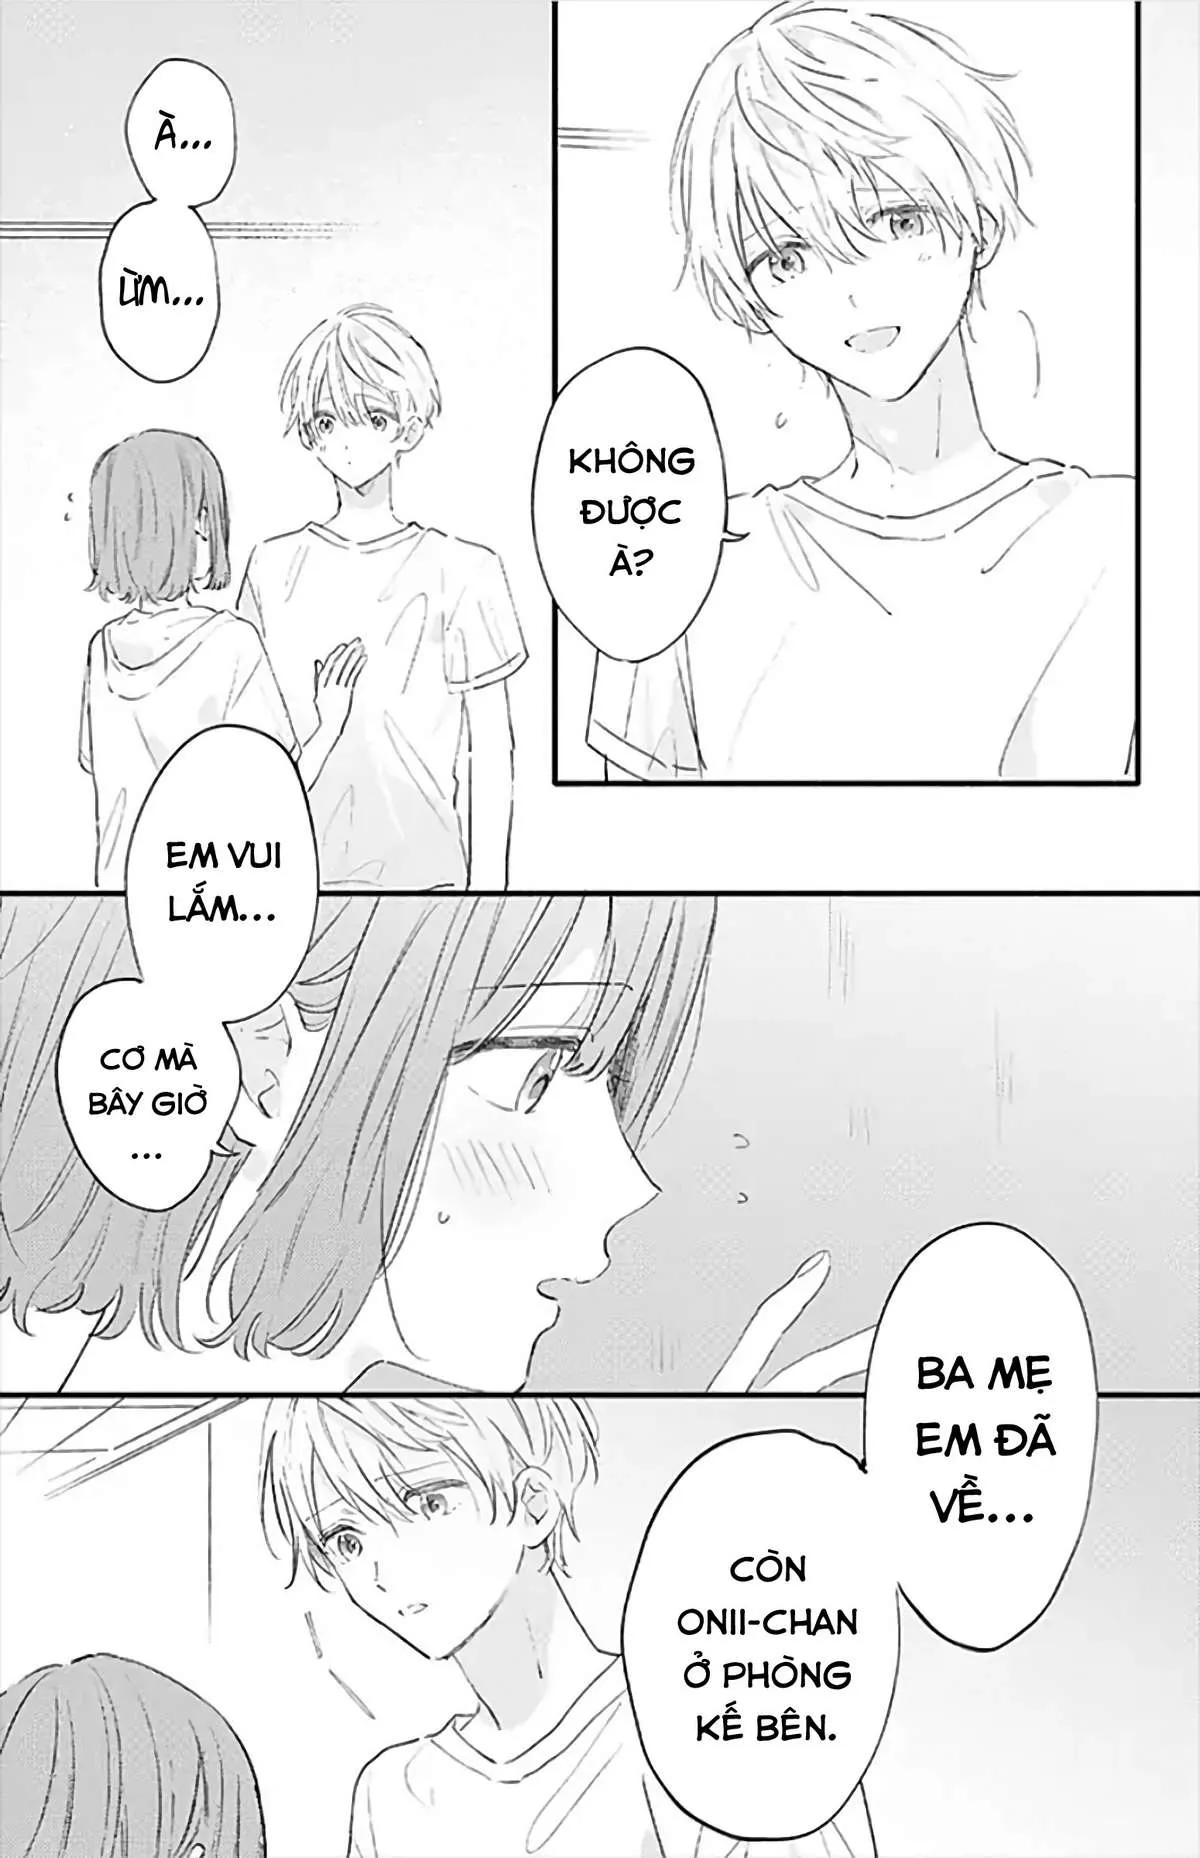 KHÔNG
ĐƯỢC
À?
À...
ỪM...
EM VUI
LẮM...
CƠ MÀ
BÂY GIỜ
...
BA MẸ
EM ĐÃ
VỀ...
CÒN
ONII-CHAN
Ở PHÒNG
KẾ BÊN.